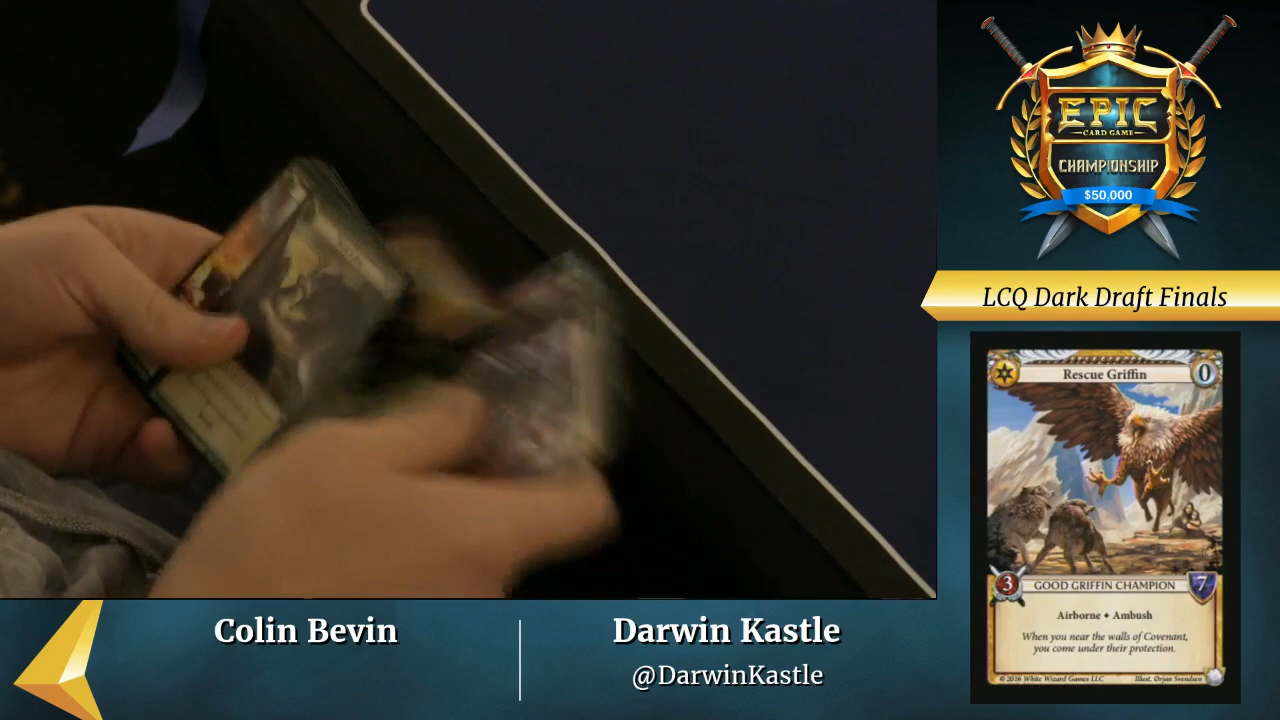 EPIC
CARD GAME
CHAMPIONSHIP
$50,000
LCQ Dark Draft Finals
Rescue Griffin
0
3
GOOD GRIFFIN CHAMPION
7
Airborne • Ambush
When you near the walls of Covenant,
you come under their protection.
© 2016 White Wizard Games LLC
Illust. Orjan Svendsen
Colin Bevin
Darwin Kastle
@DarwinKastle